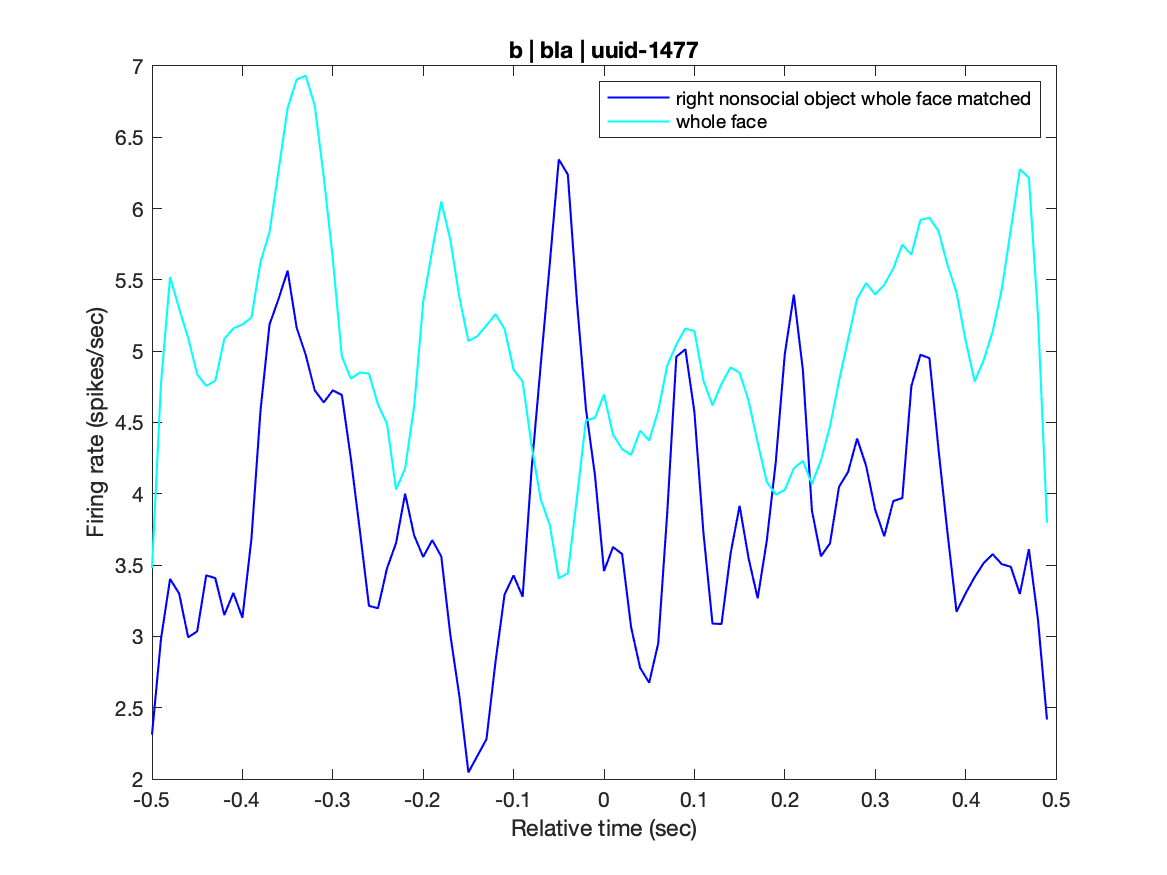 b | bla | uuid-1477
right nonsocial object whole face matched
whole face
Firing rate (spikes/sec)
7
6.5
6
5.5
5
4.5
4
3.5
3
2.5
2
-0.5 -0.4 -0.3 -0.2 -0.1 0 0.1 0.2 0.3 0.4 0.5
Relative time (sec)